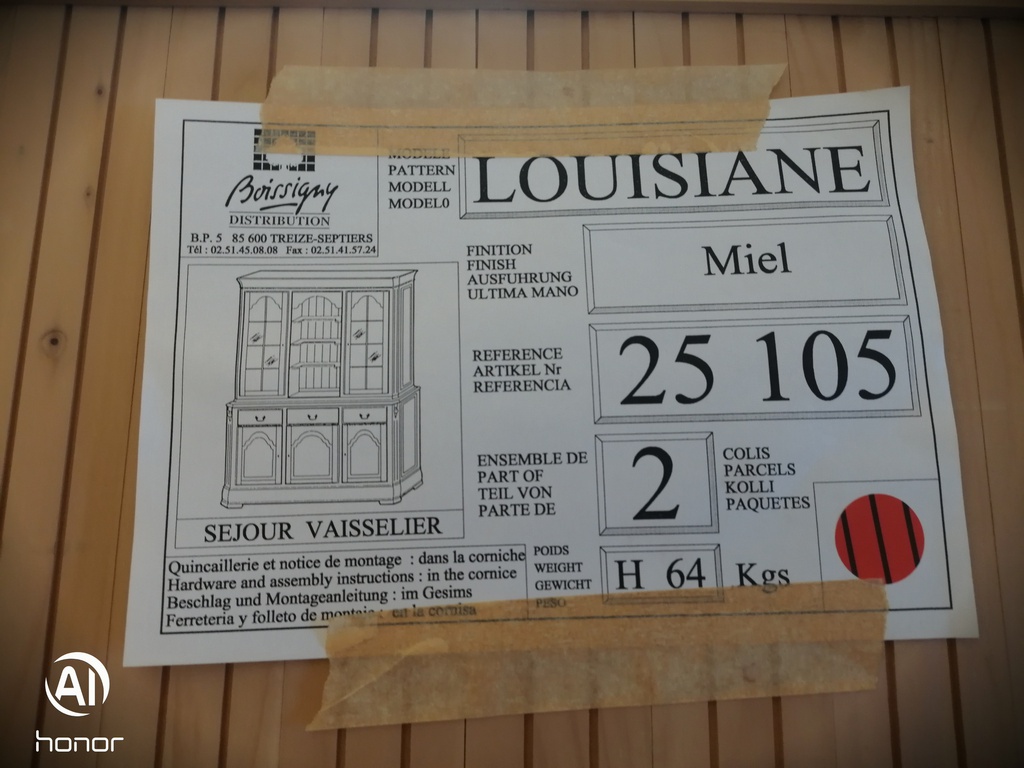 Boissigny
DISTRIBUTION
B.P. 5 85 600 TREIZE-SEPTIERS
Tél : 02.51.45.08.08 Fax : 02.51.41.57.24
MODELE
PATTERN
MODELL
MODEL0
LOUISIANE
FINITION
FINISH
AUSFUHRUNG
ULTIMA MANO
Miel
REFERENCE
ARTIKEL Nr
REFERENCIA
25 105
ENSEMBLE DE
PART OF
TEIL VON
PARTE DE
2
COLIS
PARCELS
KOLLI
PAQUETES
SEJOUR VAISSELIER
Quincaillerie et notice de montage : dans la corniche
Hardware and assembly instructions : in the cornice
Beschlag und Montageanleitung : im Gesims
Ferreteria y folleto de montaje : en la cornisa
POIDS
WEIGHT
GEWICHT
PESO
H 64 Kgs
AI
honor